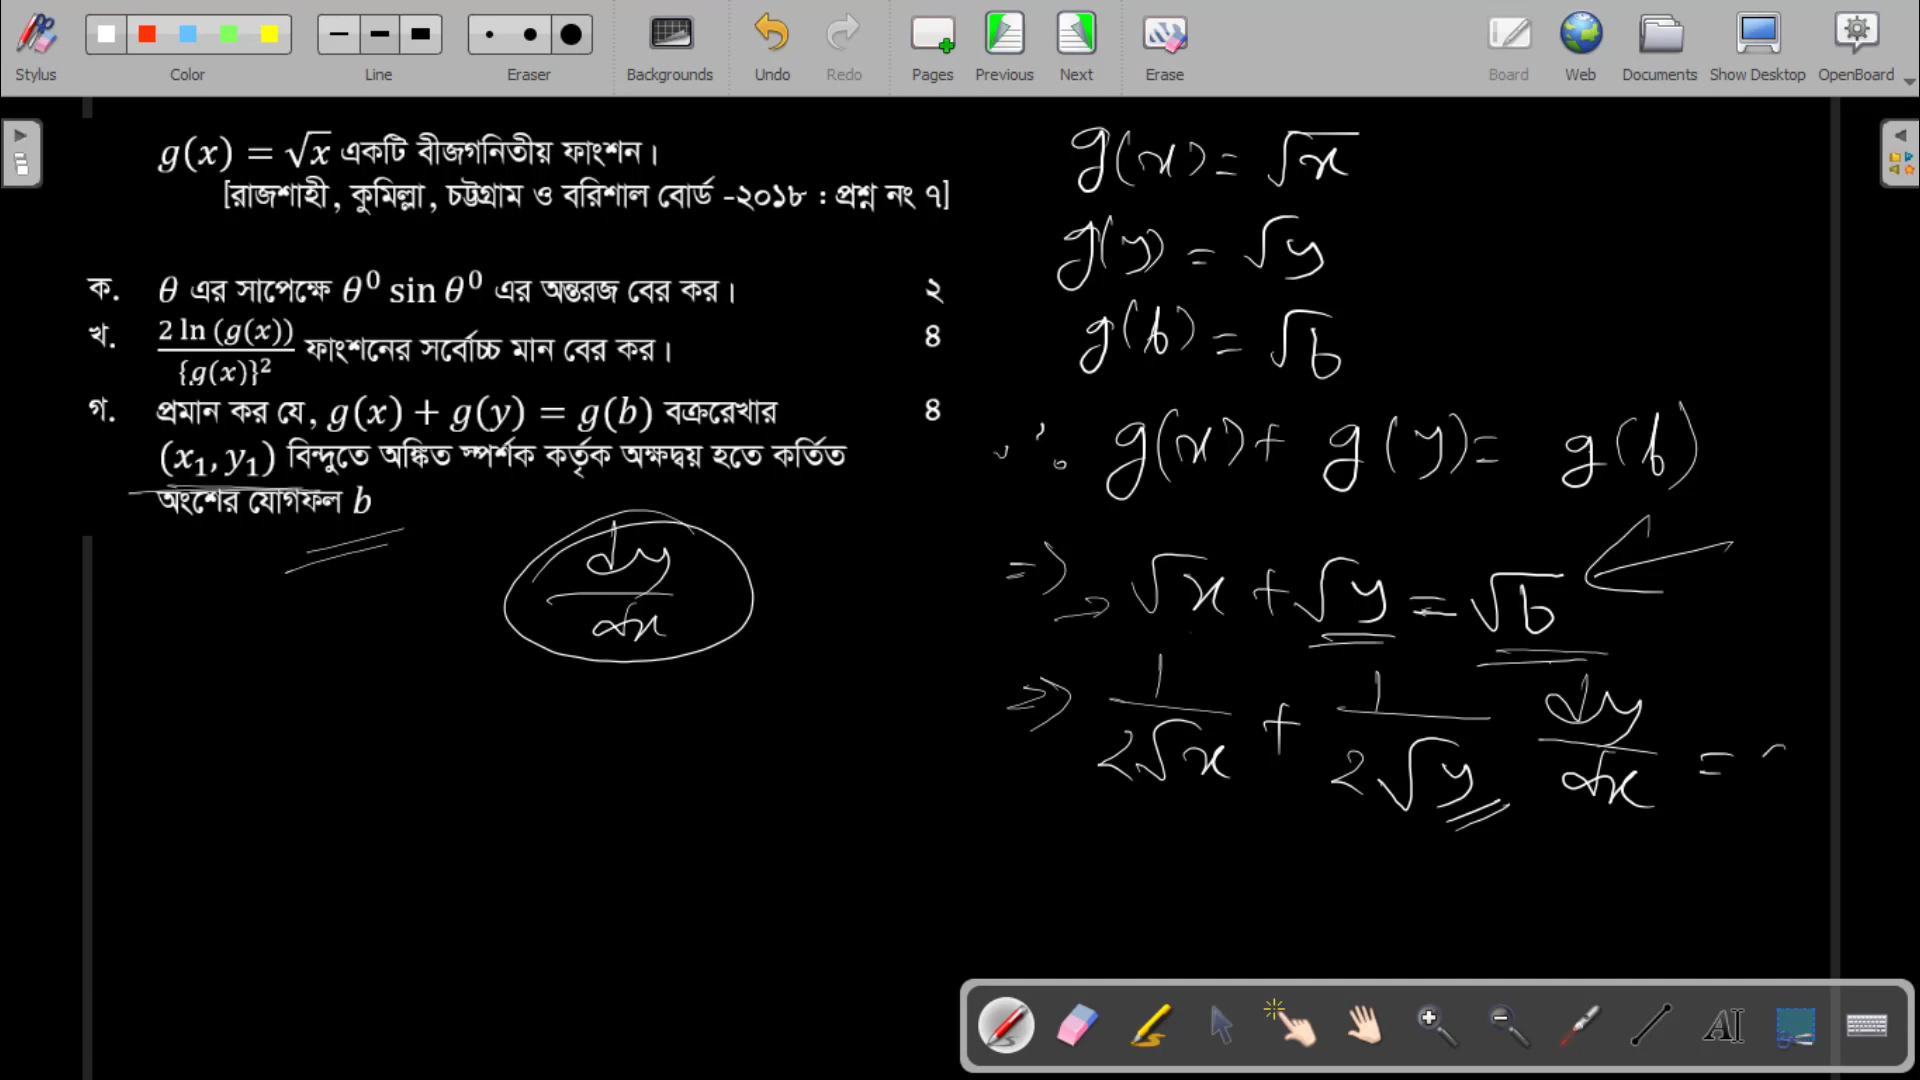 Stylus
Color
Line
Eraser
Backgrounds
Undo
Redo
Pages
Previous
Next
Erase
Board
Web
Documents
Show Desktop
OpenBoard
g(x) = √x একটি বীজগনিতীয় ফাংশন।
[রাজশাহী, কুমিল্লা, চট্টগ্রাম ও বরিশাল বোর্ড -২০১৮ : প্রশ্ন নং ৭]
ক. θ এর সাপেক্ষে θ⁰ sin θ⁰ এর অন্তরজ বের কর। ২
খ. 2 ln (g(x)) / {g(x)}² ফাংশনের সর্বোচ্চ মান বের কর। ৪
গ. প্রমান কর যে, g(x) + g(y) = g(b) বক্ররেখার ৪
(x₁, y₁) বিন্দুতে অঙ্কিত স্পর্শক কর্তৃক অক্ষদ্বয় হতে কর্তিত
অংশের যোগফল b
dy/dx
g(x) = √x
g(y) = √y
g(b) = √b
∴ g(x) + g(y) = g(b)
⇒ √x + √y = √b
⇒ 1/2√x + 1/2√y dy/dx =
AI